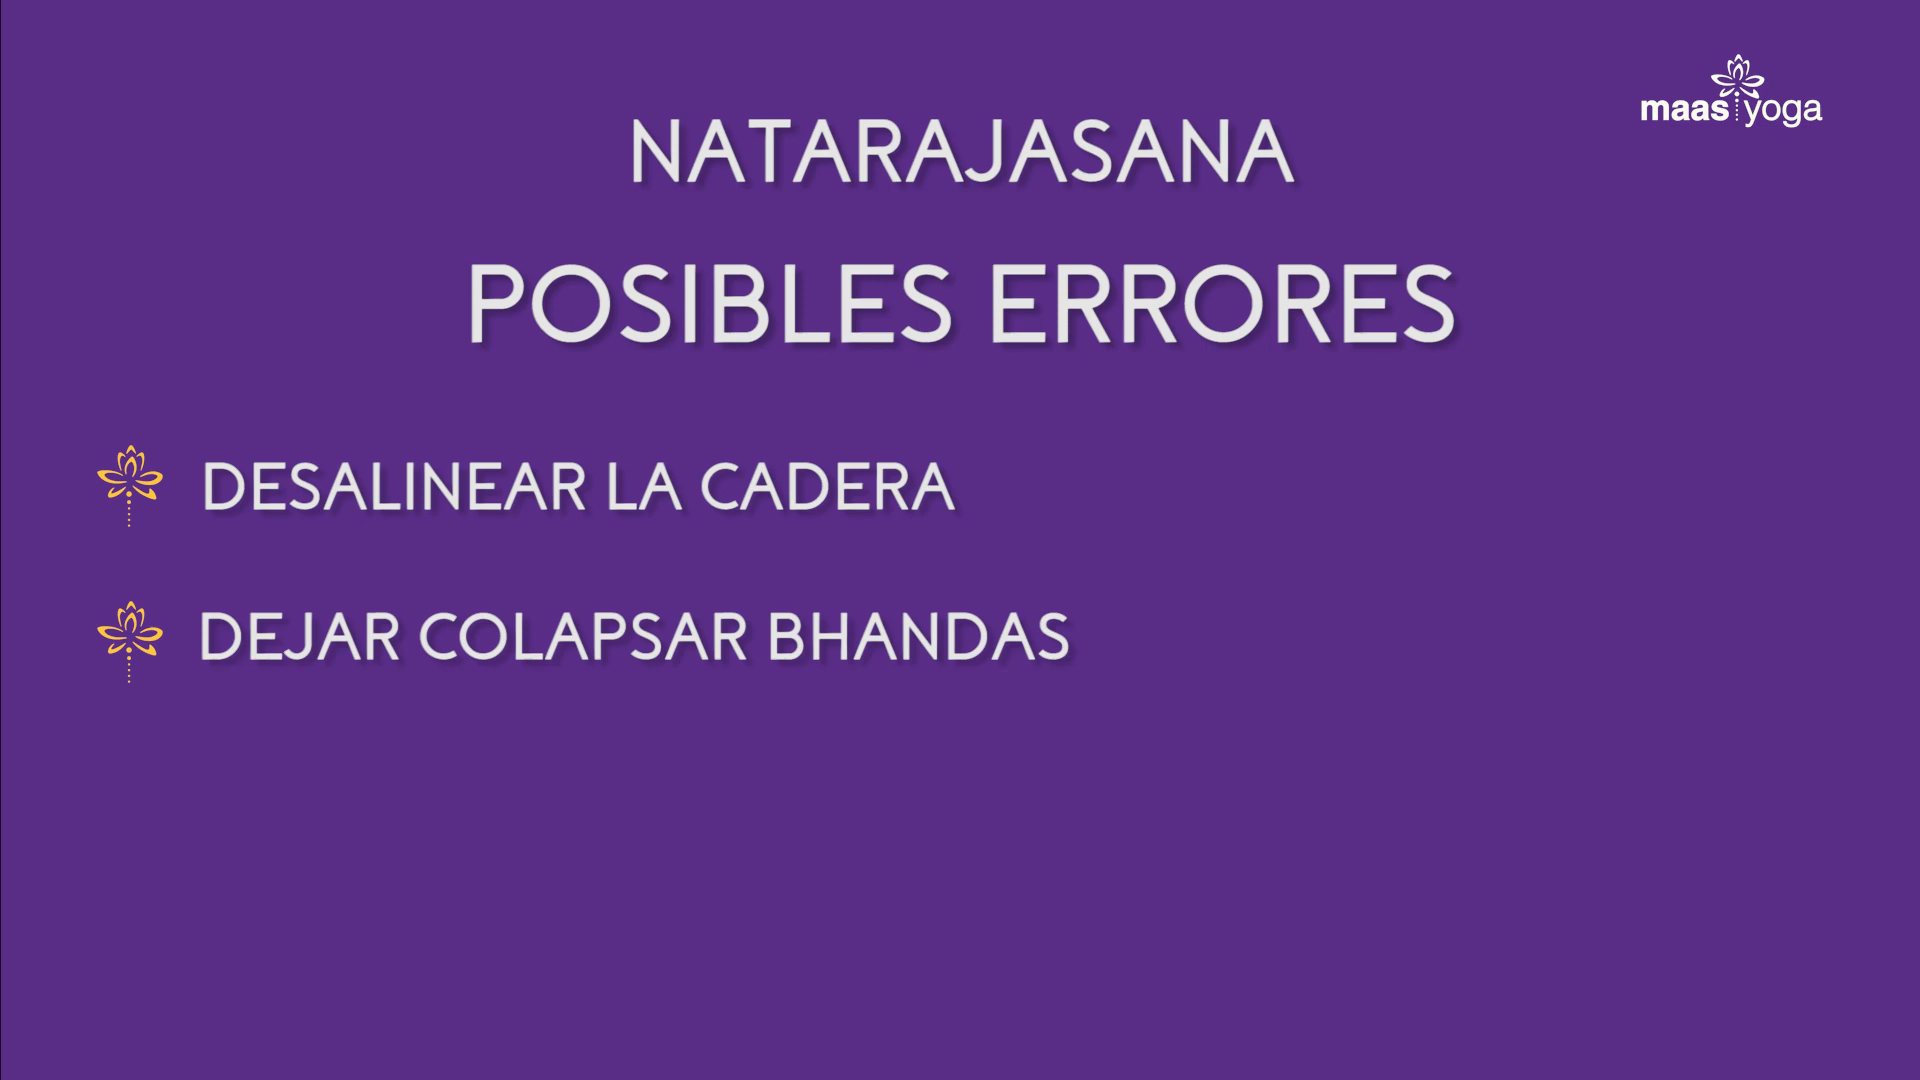 maas yoga
NATARAJASANA
POSIBLES ERRORES
DESALINEAR LA CADERA
DEJAR COLAPSAR BHANDAS